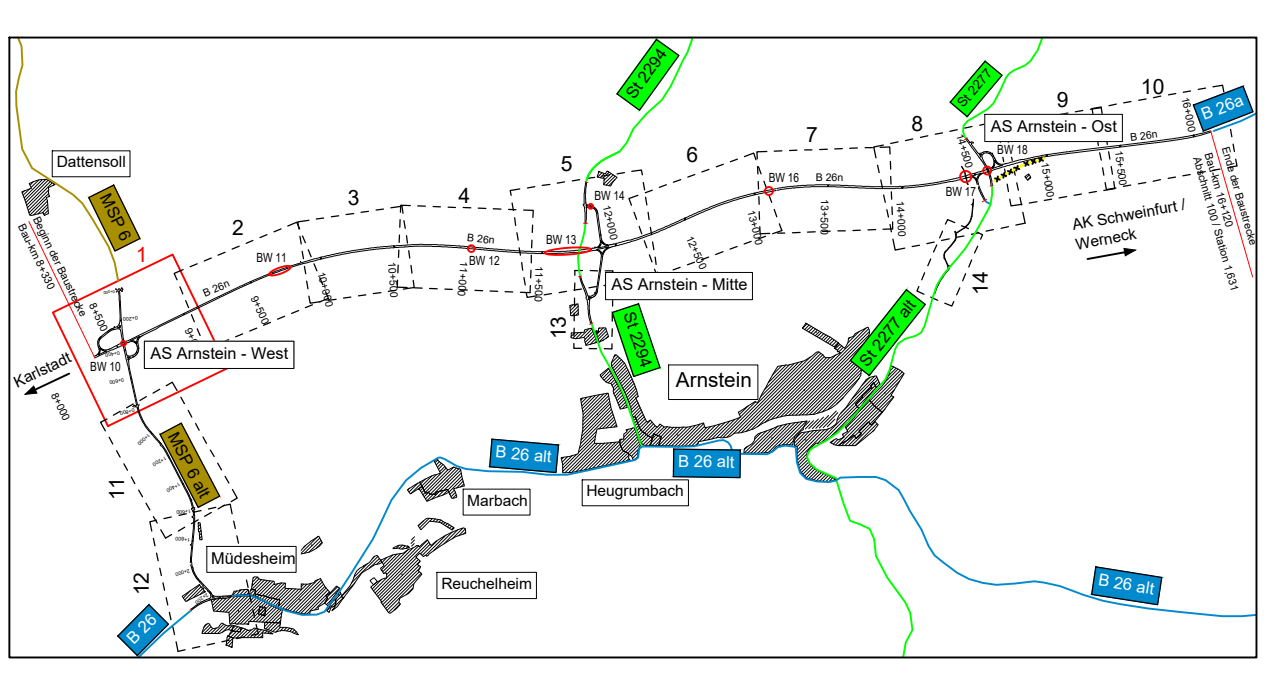 St 2294
St 2277
10
9
8
7
6
5
4
3
2
1
B 26a
16+000
B 26n
AS Arnstein - Ost
14+500
BW 18
BW 17
15+000
15+500
Ende der Baustrecke
Bau-km 16+120
Abschnitt 100 / Station 1,631
AK Schweinfurt /
Werneck
Dattensoll
MSP 6
Beginn der Baustrecke
Bau-km 8+330
8+500
BW 10
AS Arnstein - West
Karlstadt
8+000
B 26n
9+500
BW 11
10+000
10+500
B 26n
BW 12
11+000
11+500
BW 13
BW 14
12+000
AS Arnstein - Mitte
12+500
13+000
BW 16
B 26n
13+500
14+000
14
13
St 2294
St 2277 alt
Arnstein
MSP 6 alt
11
B 26 alt
B 26 alt
Heugrumbach
Marbach
Müdesheim
Reuchelheim
12
B 26
B 26 alt